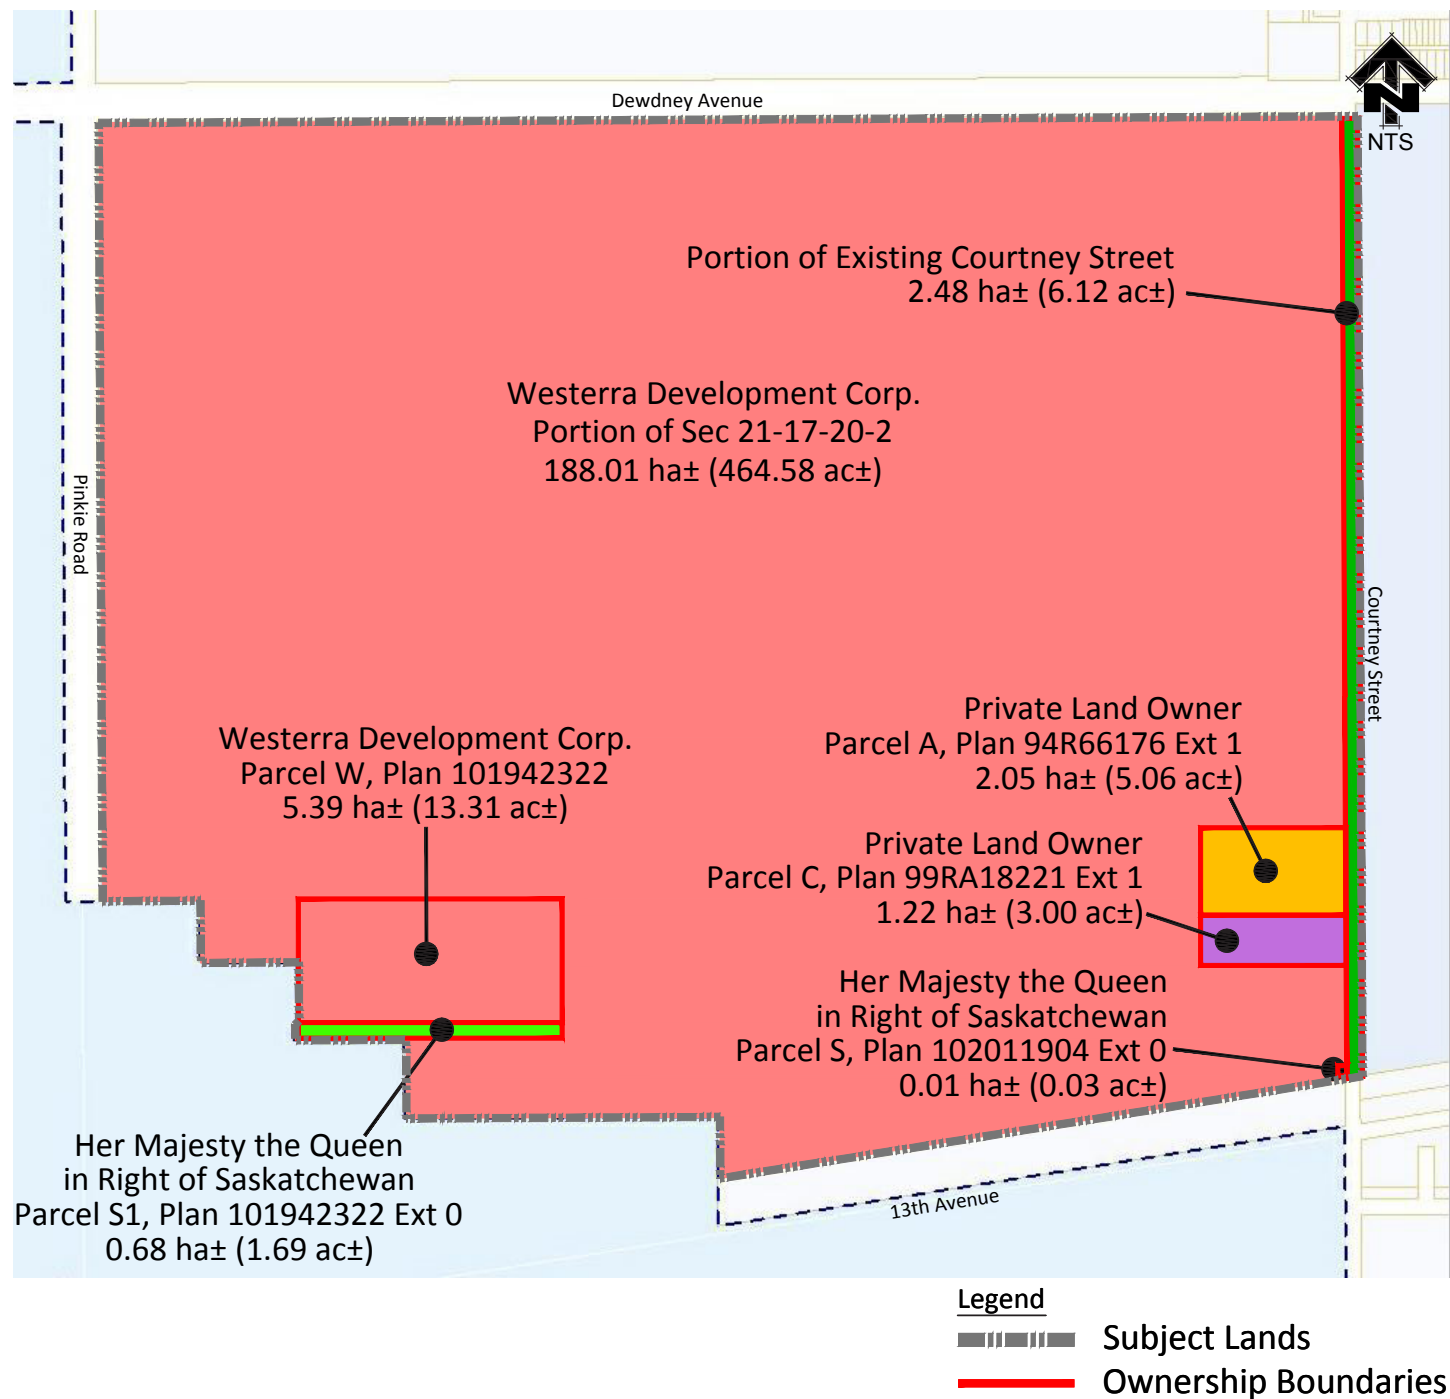 Dewdney Avenue
N
NTS
Portion of Existing Courtney Street
2.48 ha± (6.12 ac±)
Westerra Development Corp.
Portion of Sec 21-17-20-2
188.01 ha± (464.58 ac±)
Pinkie Road
Courtney Street
Private Land Owner
Parcel A, Plan 94R66176 Ext 1
2.05 ha± (5.06 ac±)
Westerra Development Corp.
Parcel W, Plan 101942322
5.39 ha± (13.31 ac±)
Private Land Owner
Parcel C, Plan 99RA18221 Ext 1
1.22 ha± (3.00 ac±)
Her Majesty the Queen
in Right of Saskatchewan
Parcel S, Plan 102011904 Ext 0
0.01 ha± (0.03 ac±)
Her Majesty the Queen
in Right of Saskatchewan
Parcel S1, Plan 101942322 Ext 0
0.68 ha± (1.69 ac±)
13th Avenue
Legend
Subject Lands
Ownership Boundaries